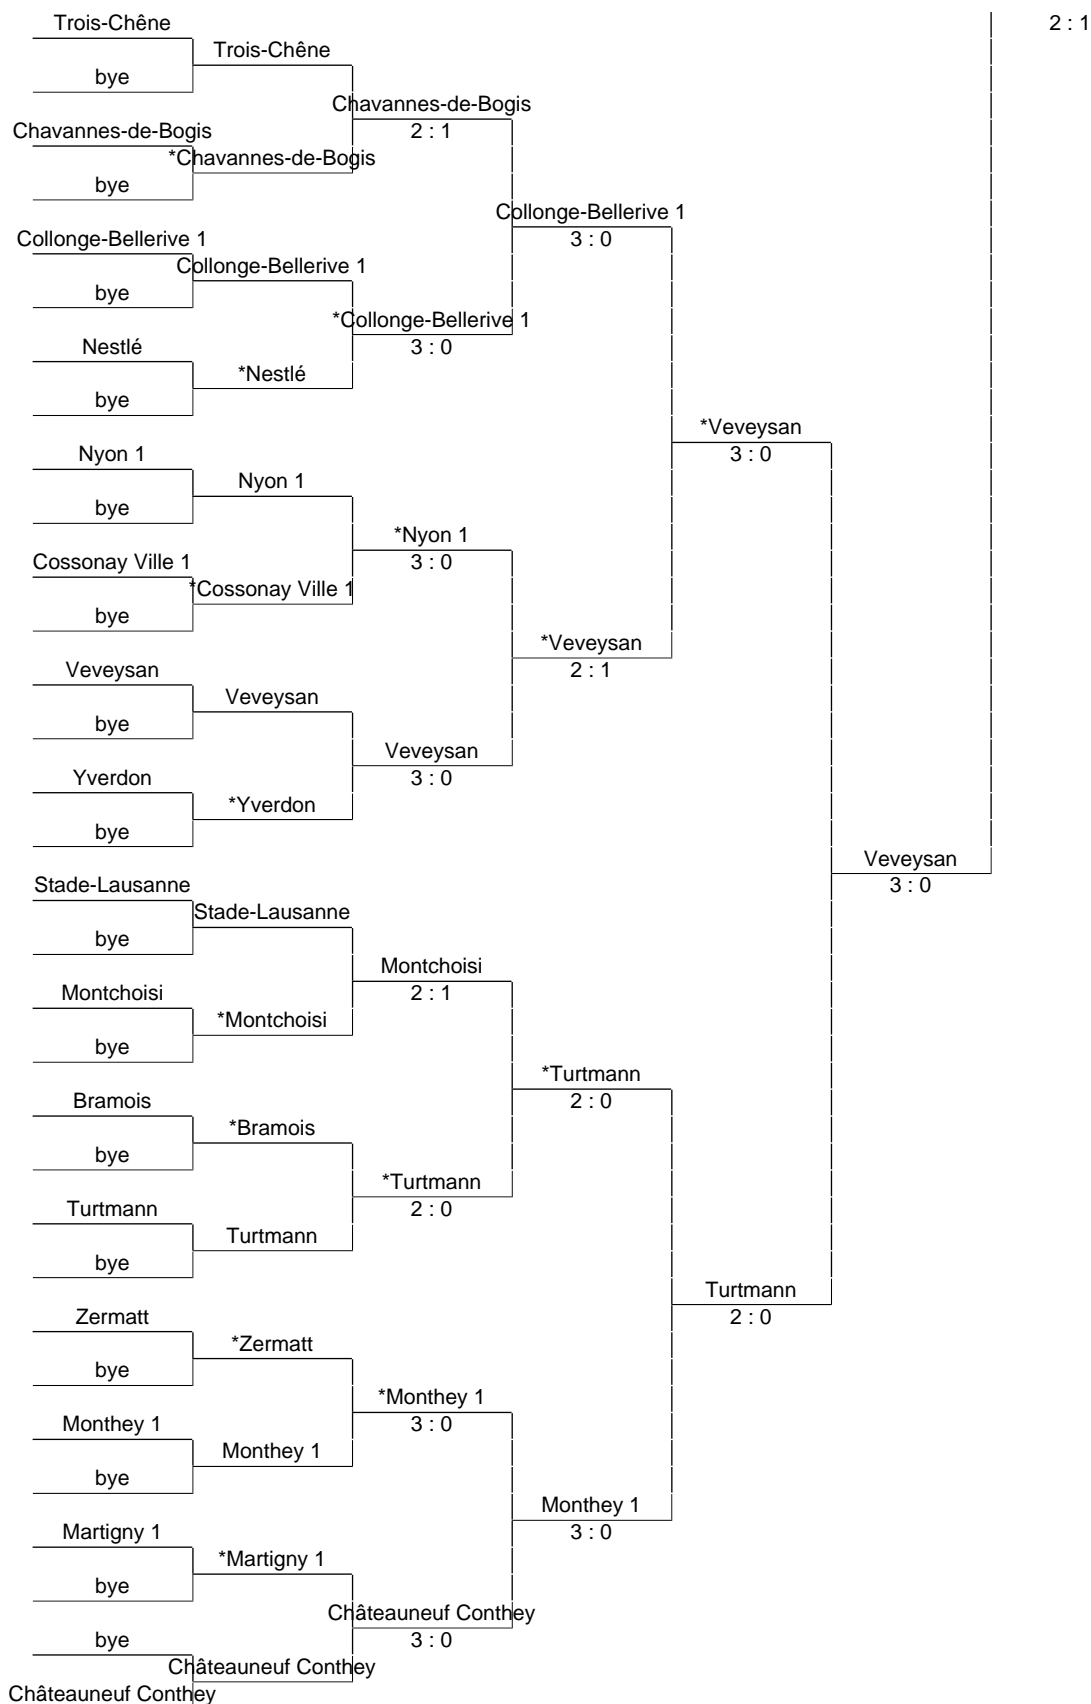 Trois-Chêne
2 : 1
Trois-Chêne
bye
Chavannes-de-Bogis
2 : 1
Chavannes-de-Bogis
*Chavannes-de-Bogis
bye
Collonge-Bellerive 1
3 : 0
Collonge-Bellerive 1
Collonge-Bellerive 1
bye
*Collonge-Bellerive 1
3 : 0
Nestlé
*Nestlé
bye
*Veveysan
3 : 0
Nyon 1
Nyon 1
bye
*Nyon 1
3 : 0
Cossonay Ville 1
*Cossonay Ville 1
bye
*Veveysan
2 : 1
Veveysan
Veveysan
bye
Veveysan
3 : 0
Yverdon
*Yverdon
bye
Veveysan
3 : 0
Stade-Lausanne
Stade-Lausanne
bye
Montchoisi
2 : 1
Montchoisi
*Montchoisi
bye
*Turtmann
2 : 0
Bramois
*Bramois
bye
*Turtmann
2 : 0
Turtmann
Turtmann
bye
Turtmann
2 : 0
Zermatt
*Zermatt
bye
*Monthey 1
3 : 0
Monthey 1
Monthey 1
bye
Monthey 1
3 : 0
Martigny 1
*Martigny 1
bye
Châteauneuf Conthey
3 : 0
bye
Châteauneuf Conthey
Châteauneuf Conthey